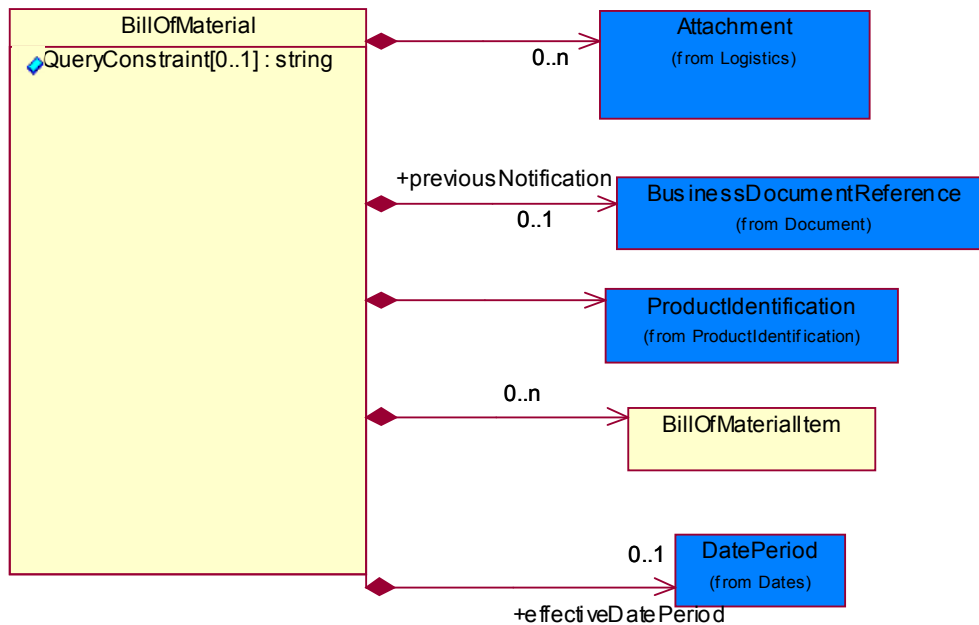 BillOfMaterial
QueryConstraint[0..1] : string
Attachment
(from Logistics)
0..n
+previousNotification
0..1
BusinessDocumentReference
(from Document)
ProductIdentification
(from ProductIdentification)
0..n
BillOfMaterialItem
0..1
DatePeriod
(from Dates)
+effectiveDatePeriod